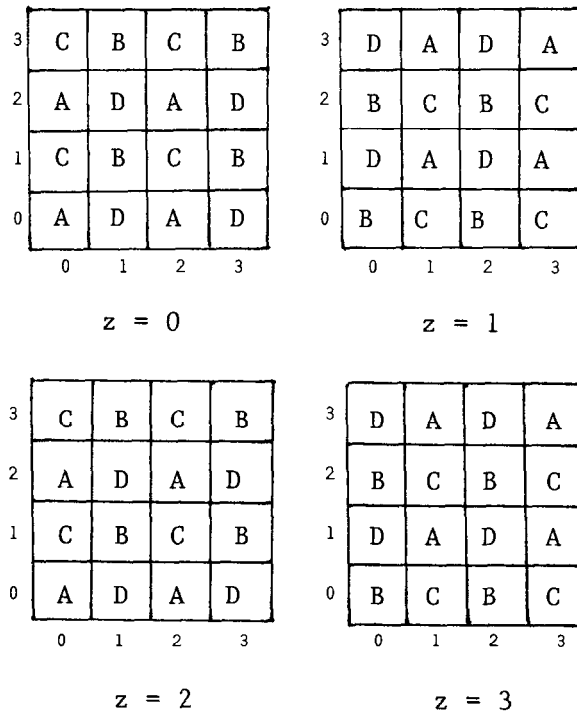 3 C B C B
2 A D A D
1 C B C B
0 A D A D
0 1 2 3
z = 0
3 D A D A
2 B C B C
1 D A D A
0 B C B C
0 1 2 3
z = 1
3 C B C B
2 A D A D
1 C B C B
0 A D A D
0 1 2 3
z = 2
3 D A D A
2 B C B C
1 D A D A
0 B C B C
0 1 2 3
z = 3